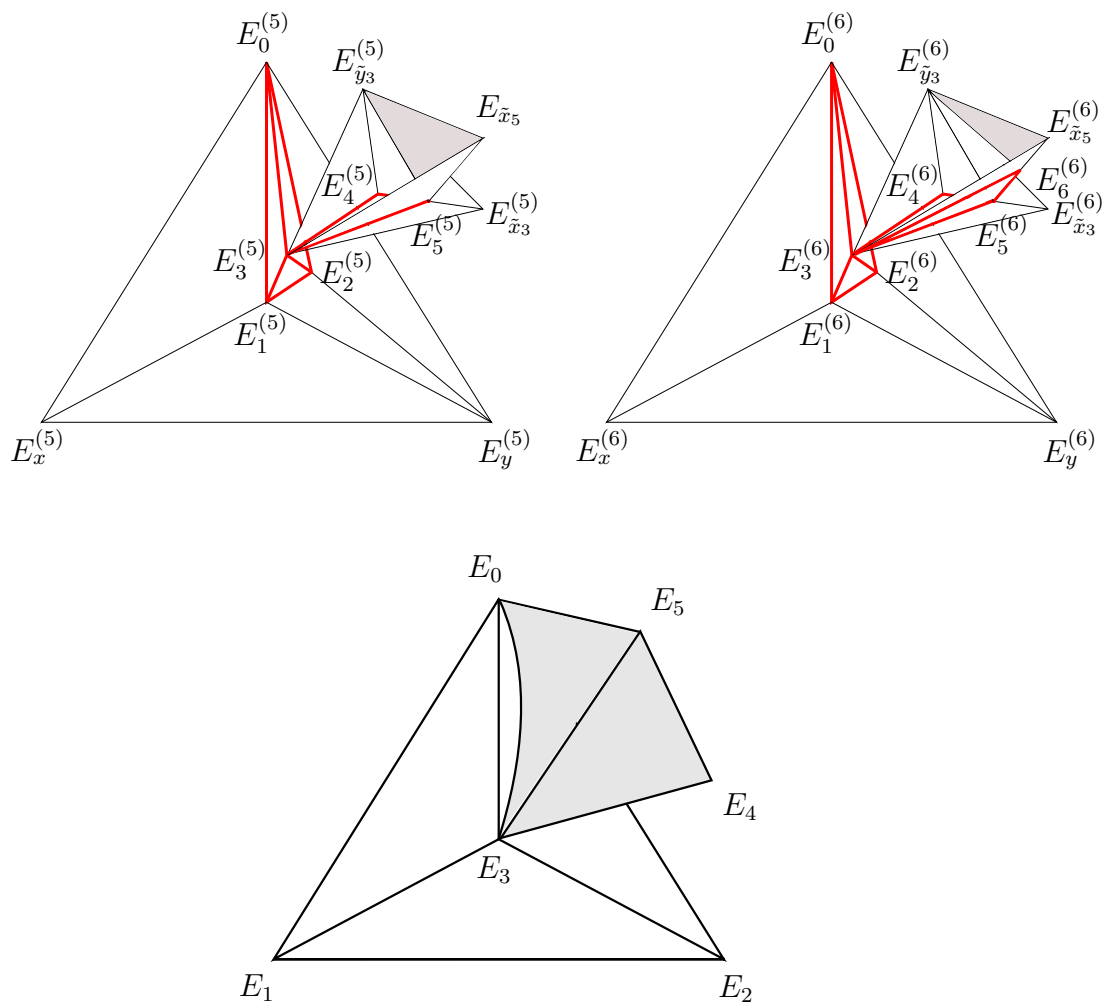 E_0^{(5)}
E_{\tilde{y}_3}^{(5)}
E_{\tilde{x}_5}
E_4^{(5)}
E_{\tilde{x}_3}^{(5)}
E_5^{(5)}
E_3^{(5)}
E_2^{(5)}
E_1^{(5)}
E_x^{(5)}
E_y^{(5)}
E_0^{(6)}
E_{\tilde{y}_3}^{(6)}
E_{\tilde{x}_5}^{(6)}
E_6^{(6)}
E_4^{(6)}
E_{\tilde{x}_3}^{(6)}
E_5^{(6)}
E_3^{(6)}
E_2^{(6)}
E_1^{(6)}
E_x^{(6)}
E_y^{(6)}
E_0
E_5
E_4
E_3
E_1
E_2